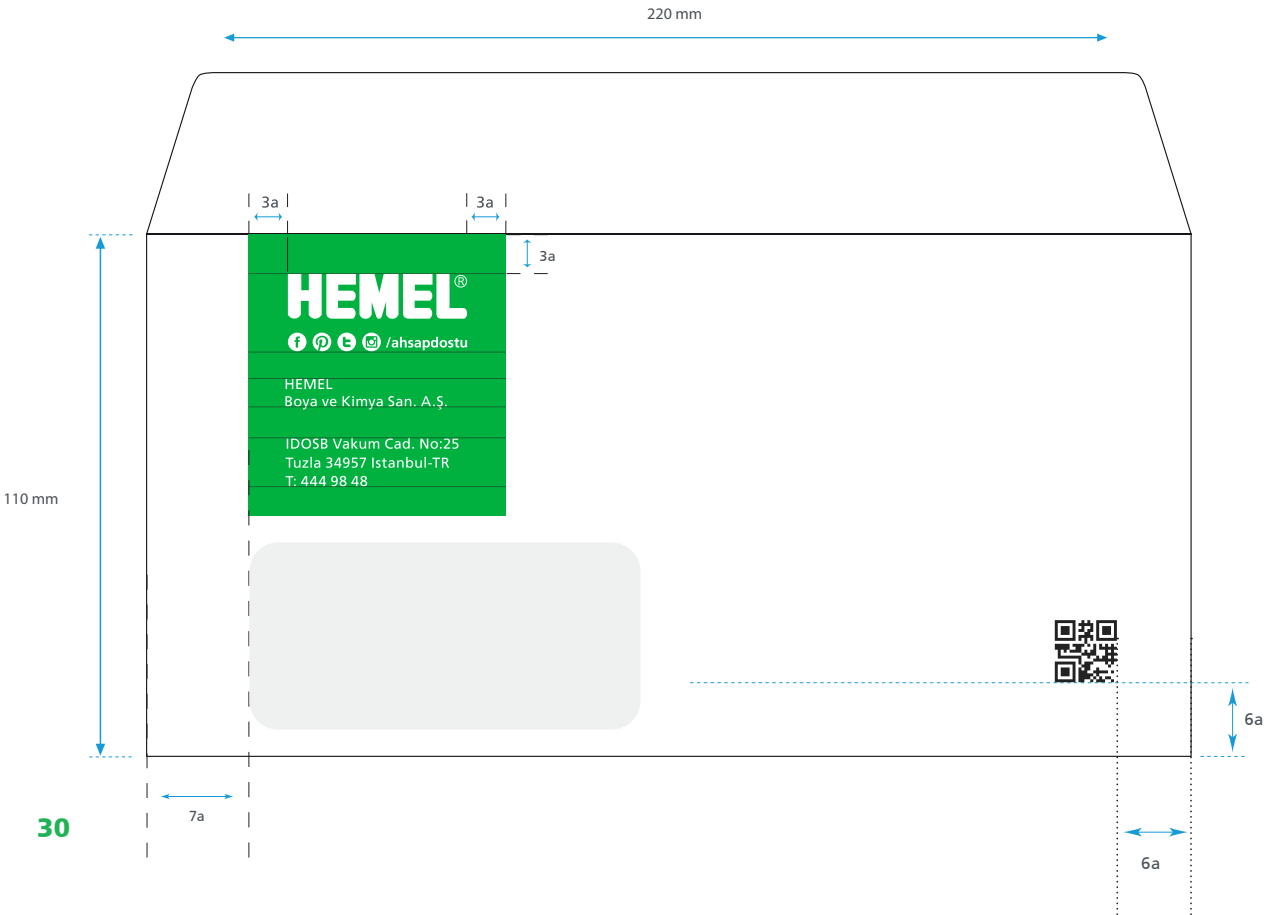 220 mm
3a
3a
3a
HEMEL®
/ahsapdostu
HEMEL
Boya ve Kimya San. A.Ş.
IDOSB Vakum Cad. No:25
Tuzla 34957 Istanbul-TR
T: 444 98 48
110 mm
6a
7a
30
6a